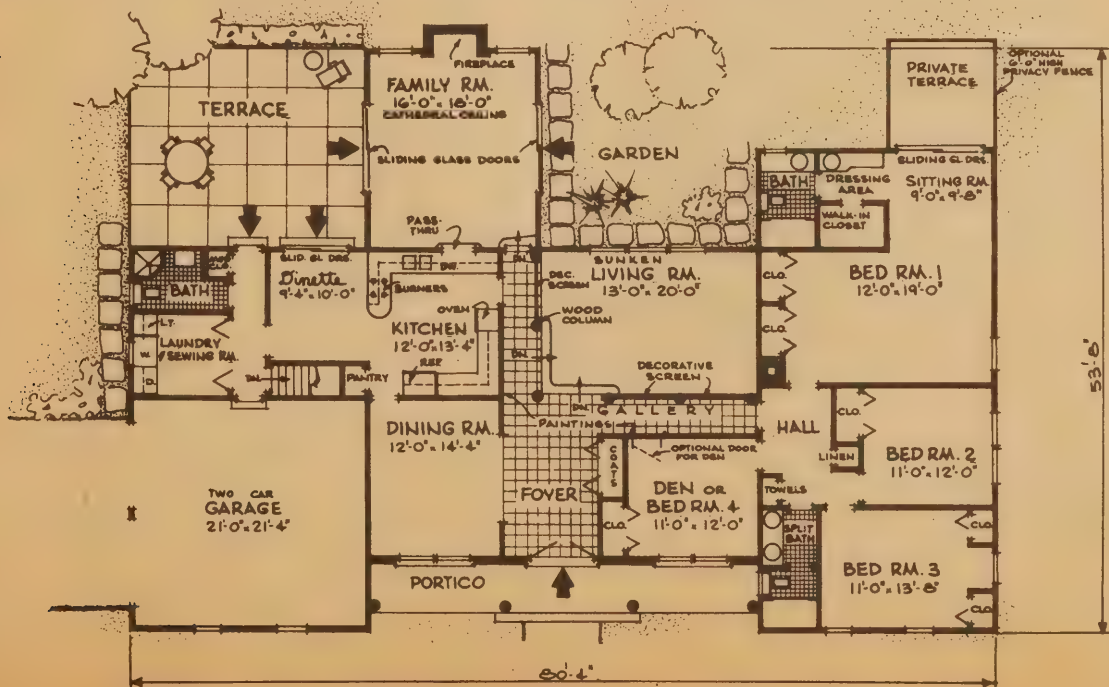 FIREPLACE
FAMILY RM.
16'-0" x 18'-0"
CATHEDRAL CEILING
TERRACE
SLIDING GLASS DOORS
GARDEN
OPTIONAL
6'-0" HIGH
PRIVACY FENCE
PRIVATE
TERRACE
BATH
DRESSING
AREA
WALK-IN
CLOSET
SLIDING GL. DRS.
SITTING RM.
9'-0" x 9'-8"
PASS-
THRU
SLID. GL. DRS.
Dinette
9'-4" x 10'-0"
BATH
DW.
BURNERS
OVEN
KITCHEN
12'-0" x 13'-4"
REF.
DN.
DEC.
SCREEN
SUNKEN
LIVING RM.
13'-0" x 20'-0"
WOOD
COLUMN
DN.
CLO.
CLO.
BED RM. 1
12'-0" x 19'-0"
L.T.
LAUNDRY
/ SEWING RM.
W.
D.
DN.
PANTRY
DECORATIVE
SCREEN
DN.
GALLERY
PAINTINGS
DINING RM.
12'-0" x 14'-4"
HALL
CLO.
LINEN
BED RM. 2
11'-0" x 12'-0"
OPTIONAL DOOR
FOR DEN
COATS
TWO CAR
GARAGE
21'-0" x 21'-4"
FOYER
DEN OR
BED RM. 4
11'-0" x 12'-0"
CLO.
TOWELS
SPLIT
BATH
BED RM. 3
11'-0" x 13'-8"
CLO.
CLO.
PORTICO
53'-8"
80'-4"